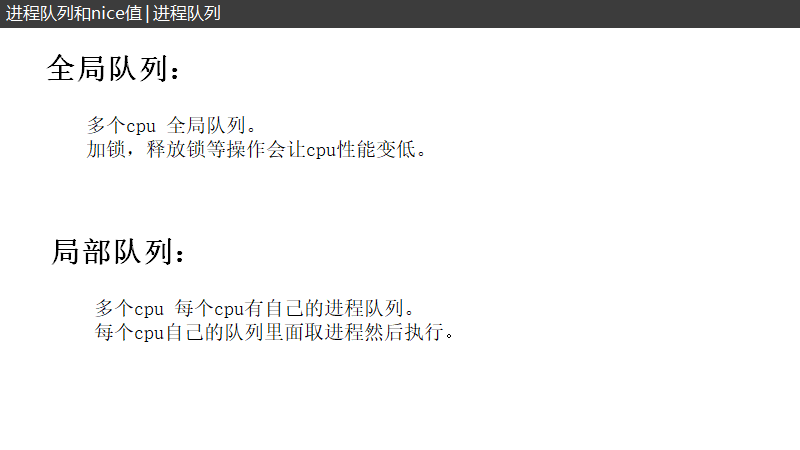 进程队列和nice值|进程队列
全局队列：
多个cpu 全局队列。
加锁，释放锁等操作会让cpu性能变低。
局部队列：
多个cpu 每个cpu有自己的进程队列。
每个cpu自己的队列里面取进程然后执行。